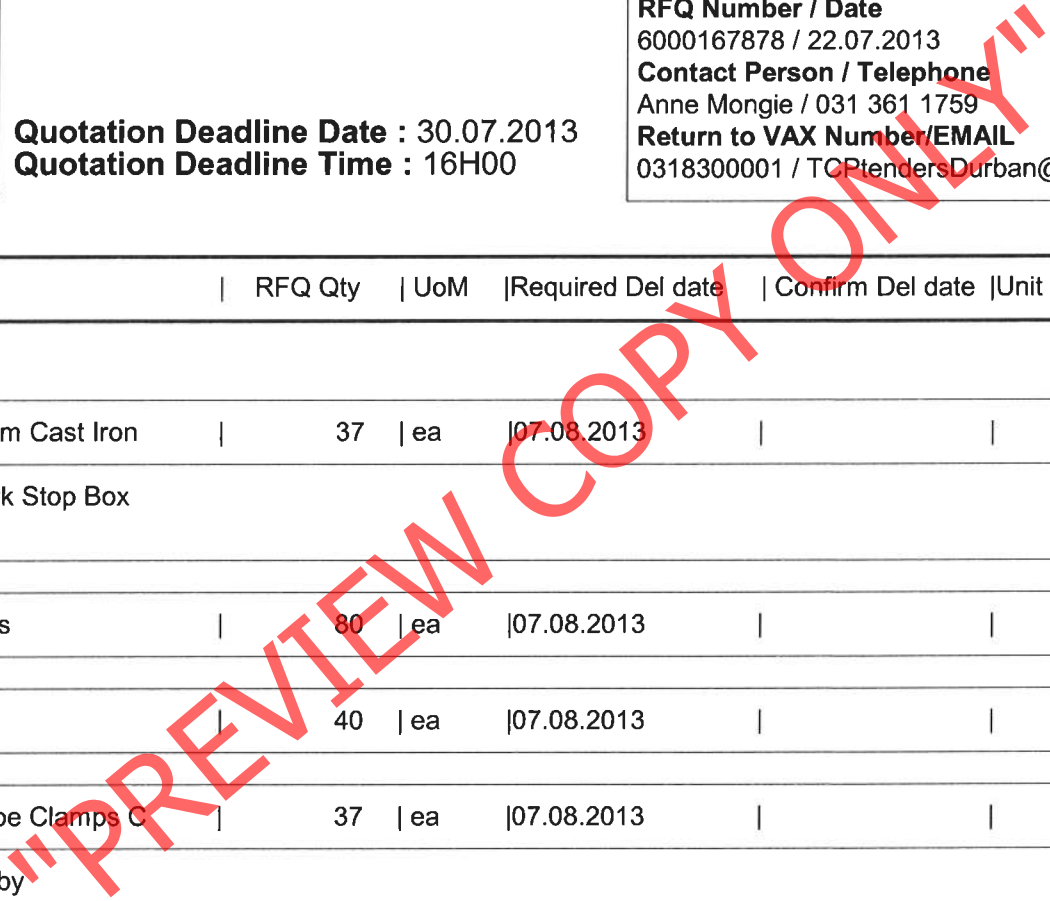 RFQ Number / Date
6000167878 / 22.07.2013
Contact Person / Telephone
Anne Mongie / 031 361 1759
Return to VAX Number/EMAIL
0318300001 / TCPtendersDurban@
Quotation Deadline Date : 30.07.2013
Quotation Deadline Time : 16H00
| RFQ Qty | UoM |Required Del date | Confirm Del date |Unit
m Cast Iron | 37 | ea |07.08.2013 | |
k Stop Box
s | 80 | ea |07.08.2013 | |
| 40 | ea |07.08.2013 | |
pe Clamps C | 37 | ea |07.08.2013 | |
by
"PREVIEW COPY ONLY"